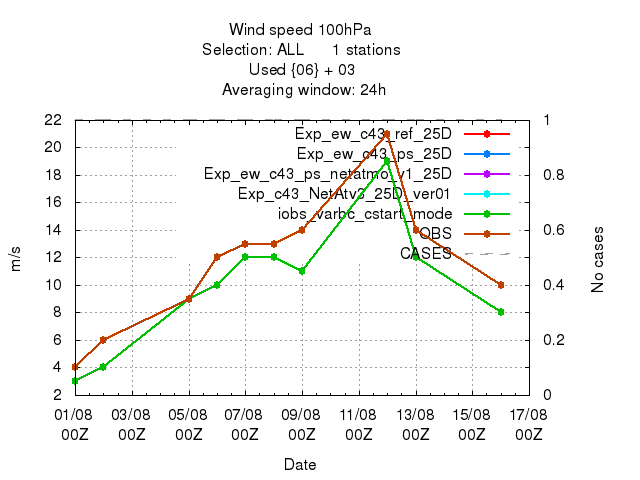 Wind speed 100hPa
Selection: ALL 1 stations
Used {06} + 03
Averaging window: 24h
22 1
Exp_ew_c43_ref_25D
20
Exp_ew_c43_ps_25D
18 0.8
Exp_ew_c43_ps_netatmo_v1_25D
Exp_c43_NetAtv3_25D_ver01
16
iobs_varbc_cstart_mode
14 OBS 0.6
CASES
m/s
12
10 0.4
No cases
8
6 0.2
4
2 0
01/08 03/08 05/08 07/08 09/08 11/08 13/08 15/08 17/08
00Z 00Z 00Z 00Z 00Z 00Z 00Z 00Z 00Z
Date